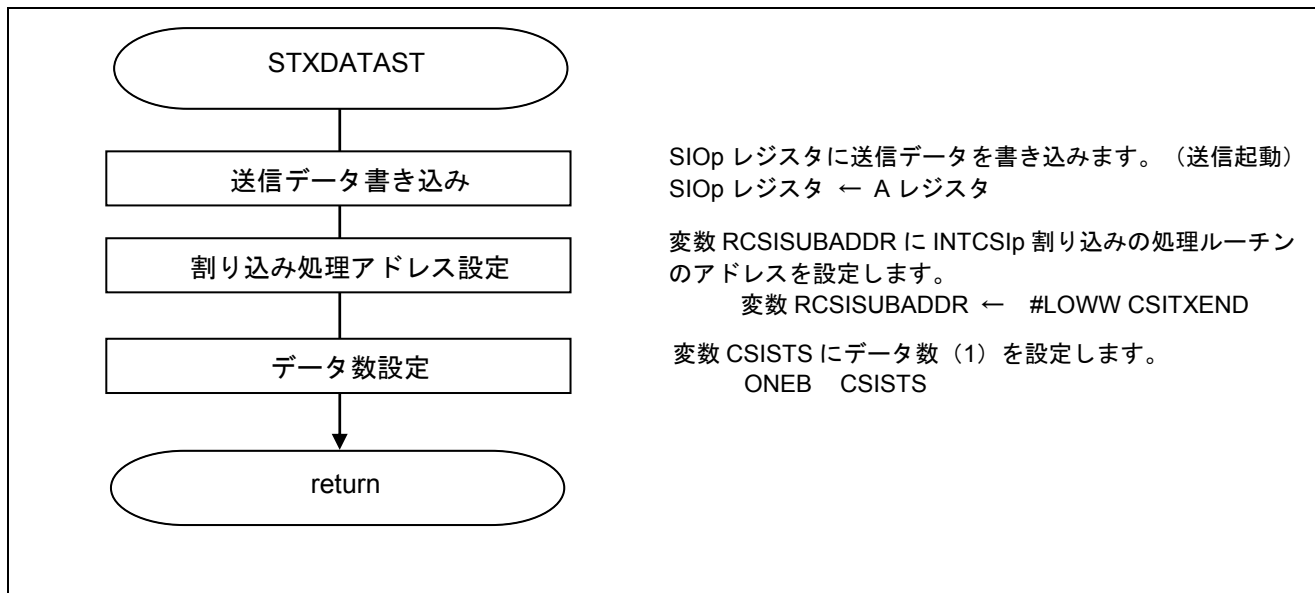 STXDATAST
送信データ書き込み
SIOp レジスタに送信データを書き込みます。（送信起動）
SIOp レジスタ ← A レジスタ
割り込み処理アドレス設定
変数 RCSISUBADDR に INTCSIp 割り込みの処理ルーチン
のアドレスを設定します。
変数 RCSISUBADDR ← #LOWW CSITXEND
データ数設定
変数 CSISTS にデータ数（1）を設定します。
ONEB CSISTS
return